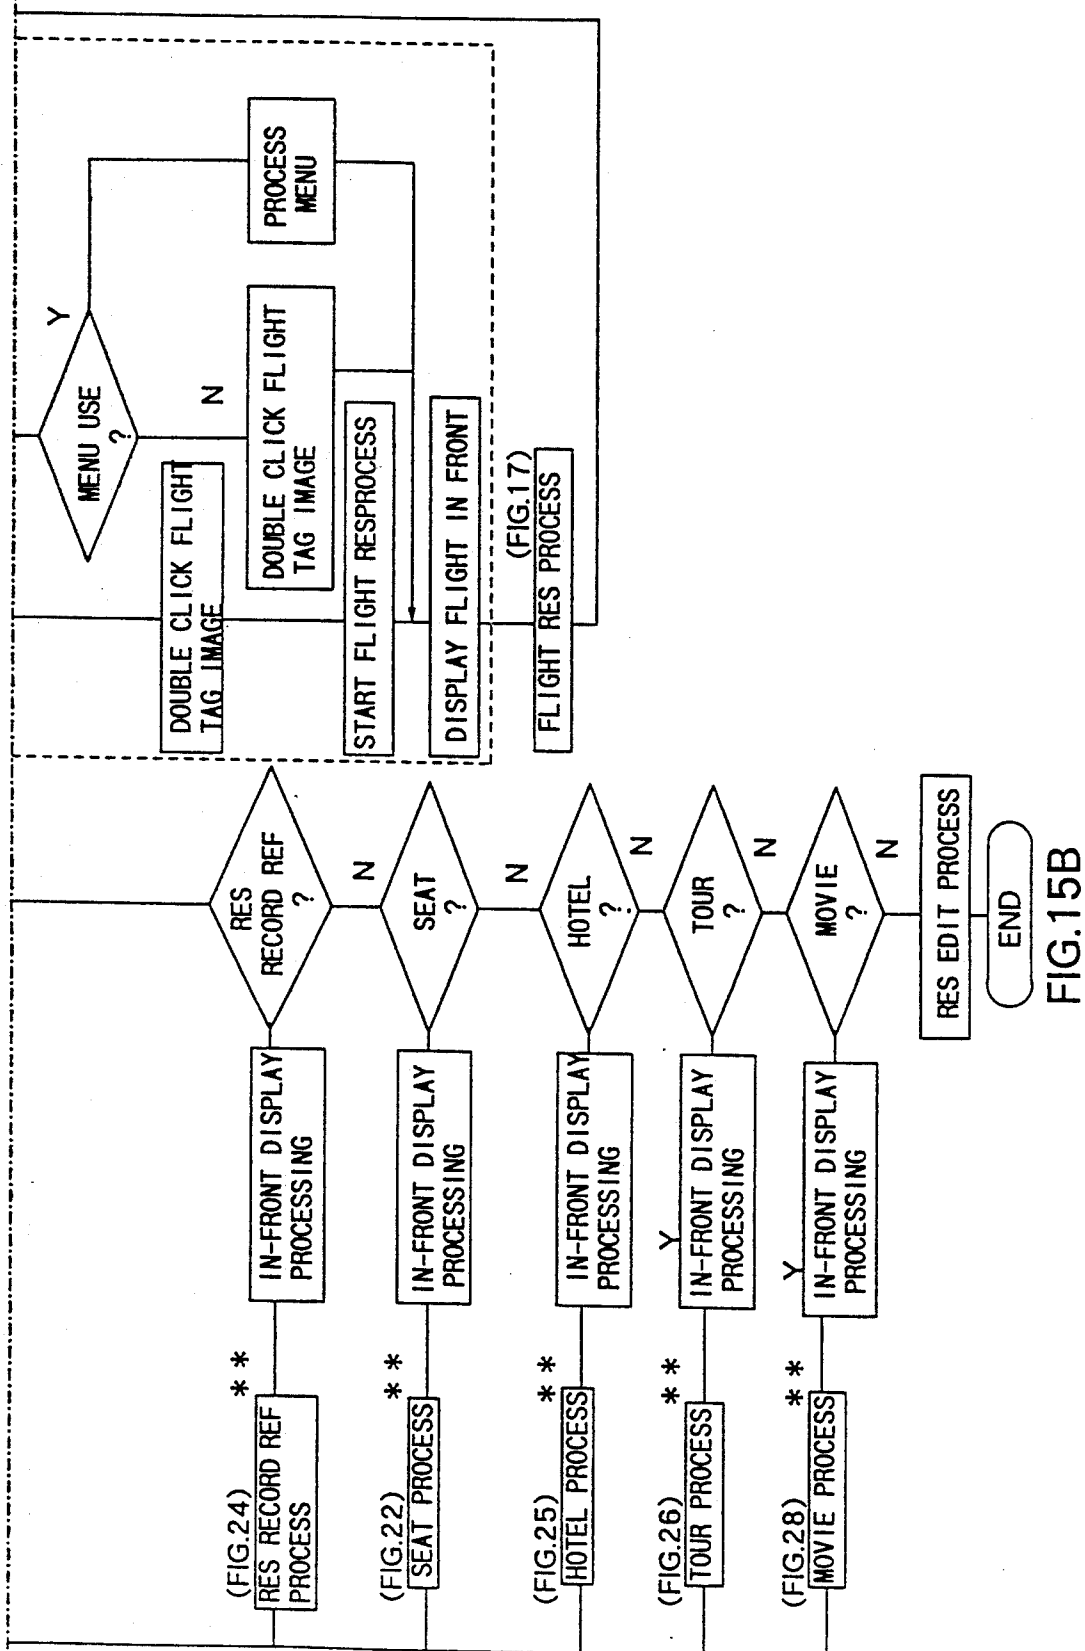 MENU USE
?
Y
N
PROCESS
MENU
DOUBLE CLICK FLIGHT
TAG IMAGE
DOUBLE CLICK FLIGHT
TAG IMAGE
START FLIGHT RESPROCESS
DISPLAY FLIGHT IN FRONT
(FIG.17)
FLIGHT RES PROCESS
RES
RECORD REF
?
N
IN-FRONT DISPLAY
PROCESSING
**
(FIG.24)
RES RECORD REF
PROCESS
SEAT
?
N
IN-FRONT DISPLAY
PROCESSING
**
(FIG.22)
SEAT PROCESS
HOTEL
?
N
IN-FRONT DISPLAY
PROCESSING
**
(FIG.25)
HOTEL PROCESS
TOUR
?
N
Y
IN-FRONT DISPLAY
PROCESSING
**
(FIG.26)
TOUR PROCESS
MOVIE
?
N
Y
IN-FRONT DISPLAY
PROCESSING
**
(FIG.28)
MOVIE PROCESS
RES EDIT PROCESS
END
FIG.15B